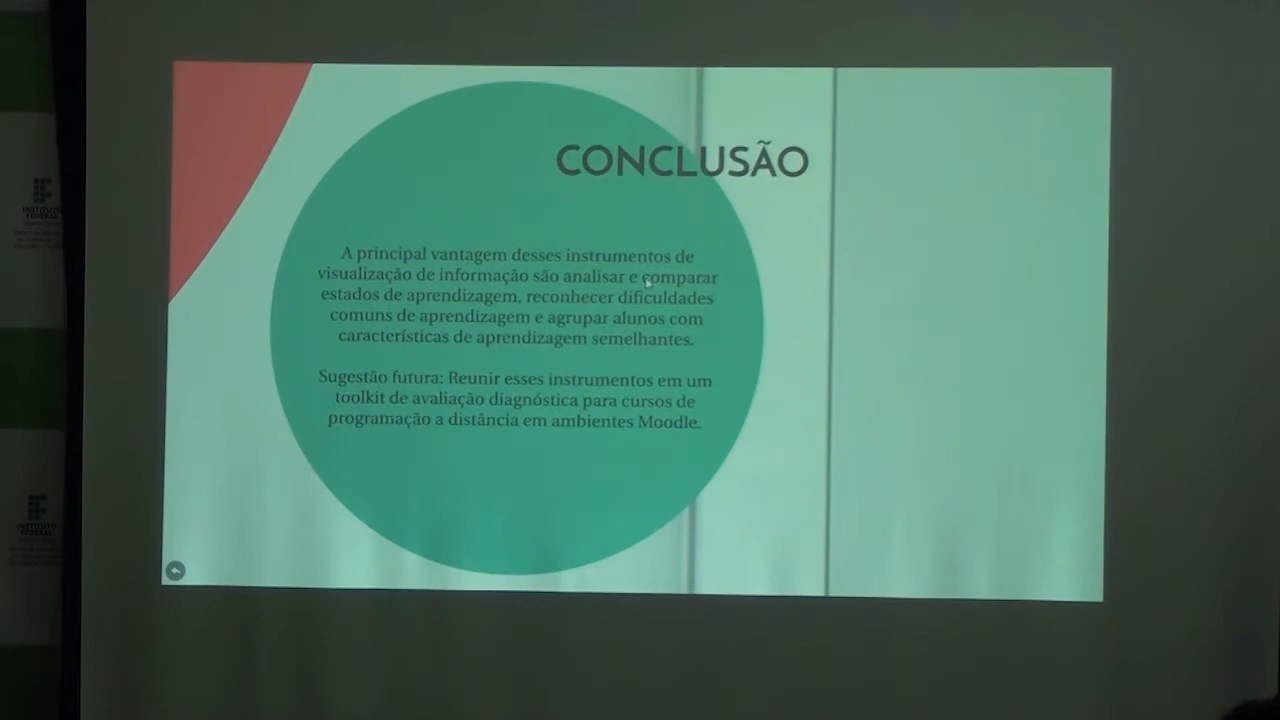 CONCLUSÃO
A principal vantagem desses instrumentos de
visualização de informação são analisar e comparar
estados de aprendizagem, reconhecer dificuldades
comuns de aprendizagem e agrupar alunos com
características de aprendizagem semelhantes.
Sugestão futura: Reunir esses instrumentos em um
toolkit de avaliação diagnóstica para cursos de
programação a distância em ambientes Moodle.
INSTITUTO
FEDERAL
INSTITUTO
FEDERAL